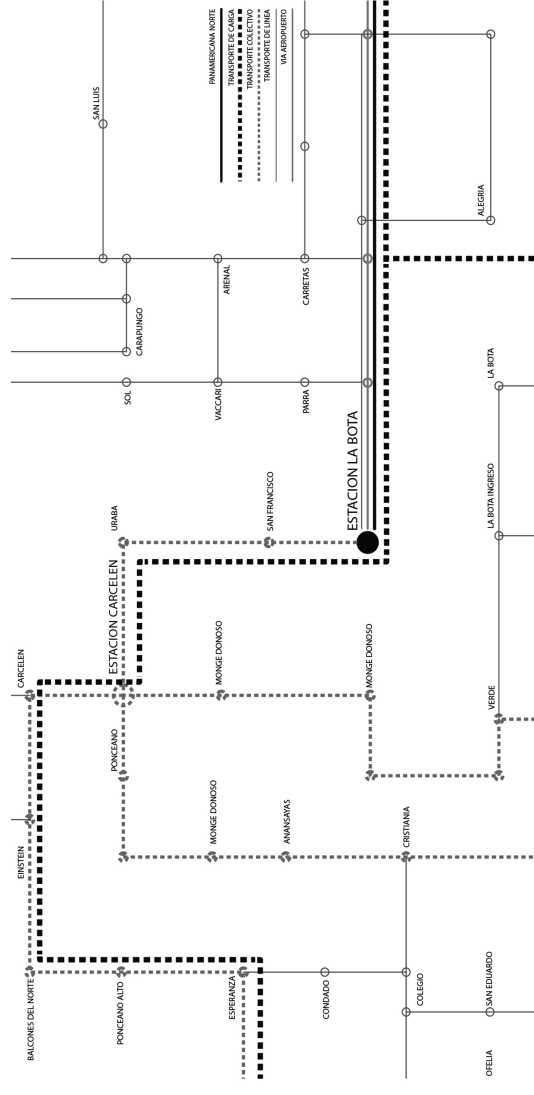 PANAMERICANA NORTE
TRANSPORTE DE CARGA
TRANSPORTE COLECTIVO
TRANSPORTE DE LINEA
VIA AEROPUERTO
SAN LUIS
ALEGRIA
ARENAL
CARRETAS
CARAPUNGO
SOL
VACCARI
PARRA
LA BOTA
ESTACION LA BOTA
LA BOTA INGRESO
SAN FRANCISCO
URABA
ESTACION CARCELEN
CARCELEN
MONGE DONOSO
MONGE DONOSO
VERDE
PONCEANO
MONGE DONOSO
ANANSAYAS
CRISTIANIA
EINSTEIN
BALCONES DEL NORTE
PONCEANO ALTO
ESPERANZA
CONDADO
COLEGIO
SAN EDUARDO
OFELIA